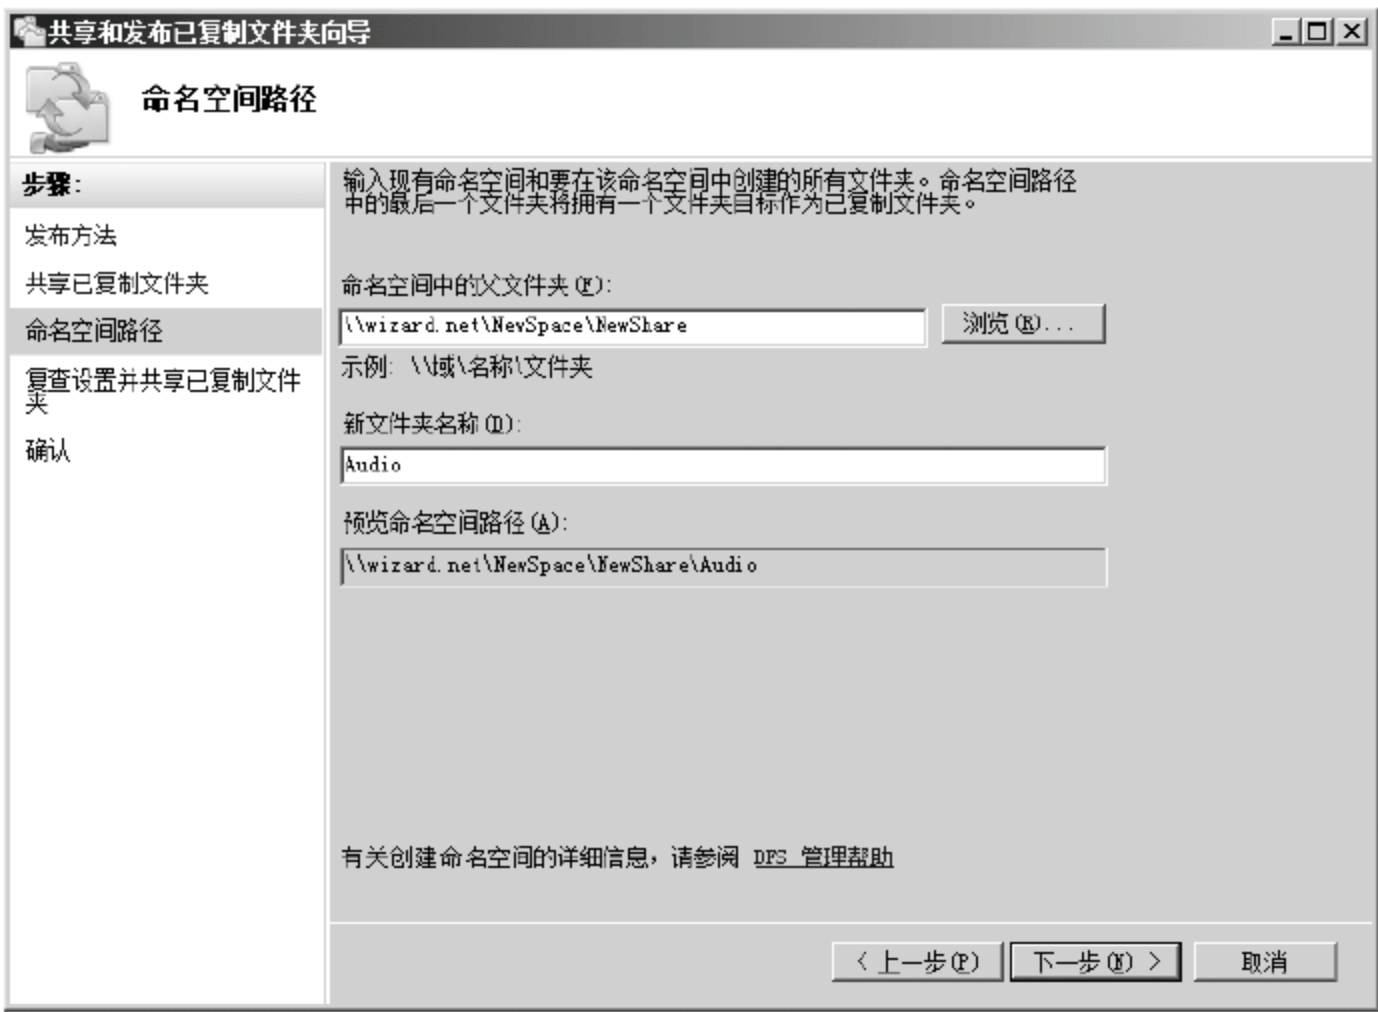 共享和发布已复制文件夹向导
命名空间路径
步骤:
发布方法
共享已复制文件夹
命名空间路径
复查设置并共享已复制文件
夹
确认
输入现有命名空间和要在该命名空间中创建的所有文件夹。命名空间路径
中的最后一个文件夹将拥有一个文件夹目标作为已复制文件夹。
命名空间中的父文件夹(F):
\\wizard.net\NewSpace\NewShare
浏览(R)...
示例: \\域\名称\文件夹
新文件夹名称(D):
Audio
预览命名空间路径(A):
\\wizard.net\NewSpace\NewShare\Audio
有关创建命名空间的详细信息，请参阅 DFS 管理帮助
< 上一步(P)
下一步(N) >
取消